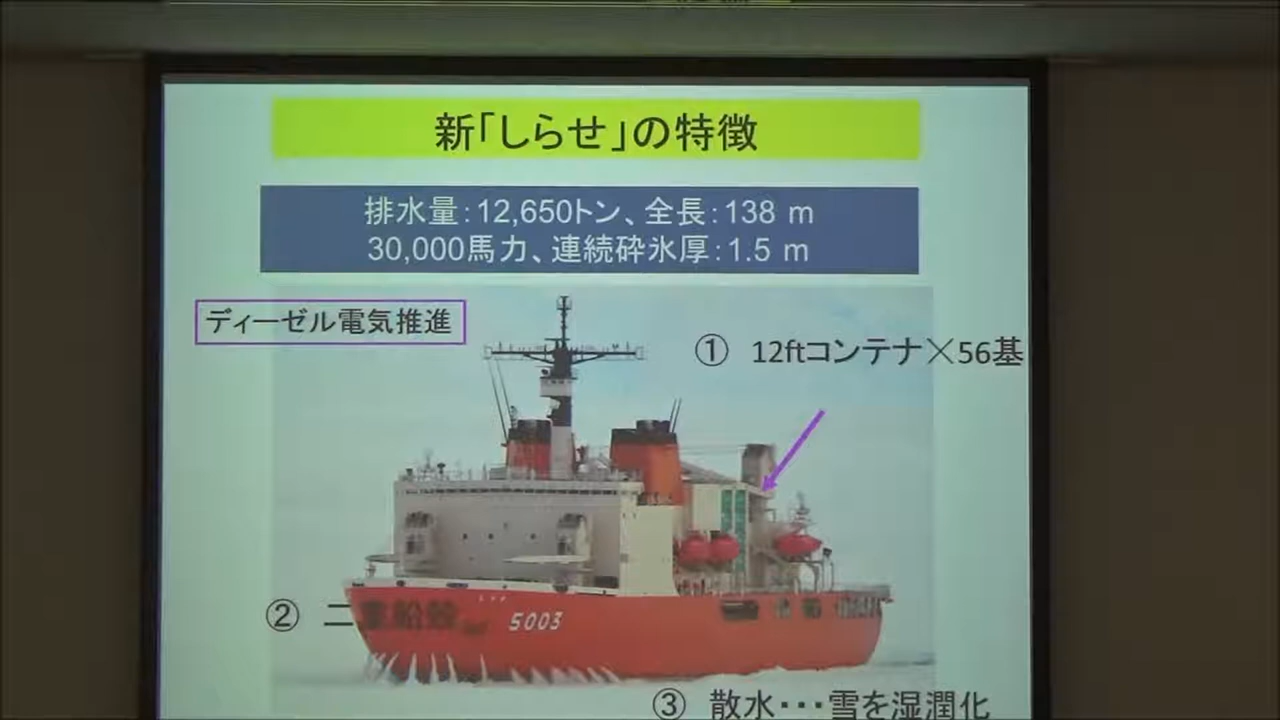 新「しらせ」の特徴
排水量:12,650トン、全長:138 m
30,000馬力、連続砕氷厚:1.5 m
ディーゼル電気推進
① 12ftコンテナ×56基
② 二重船殻
5003
③ 散水・・・雪を湿潤化